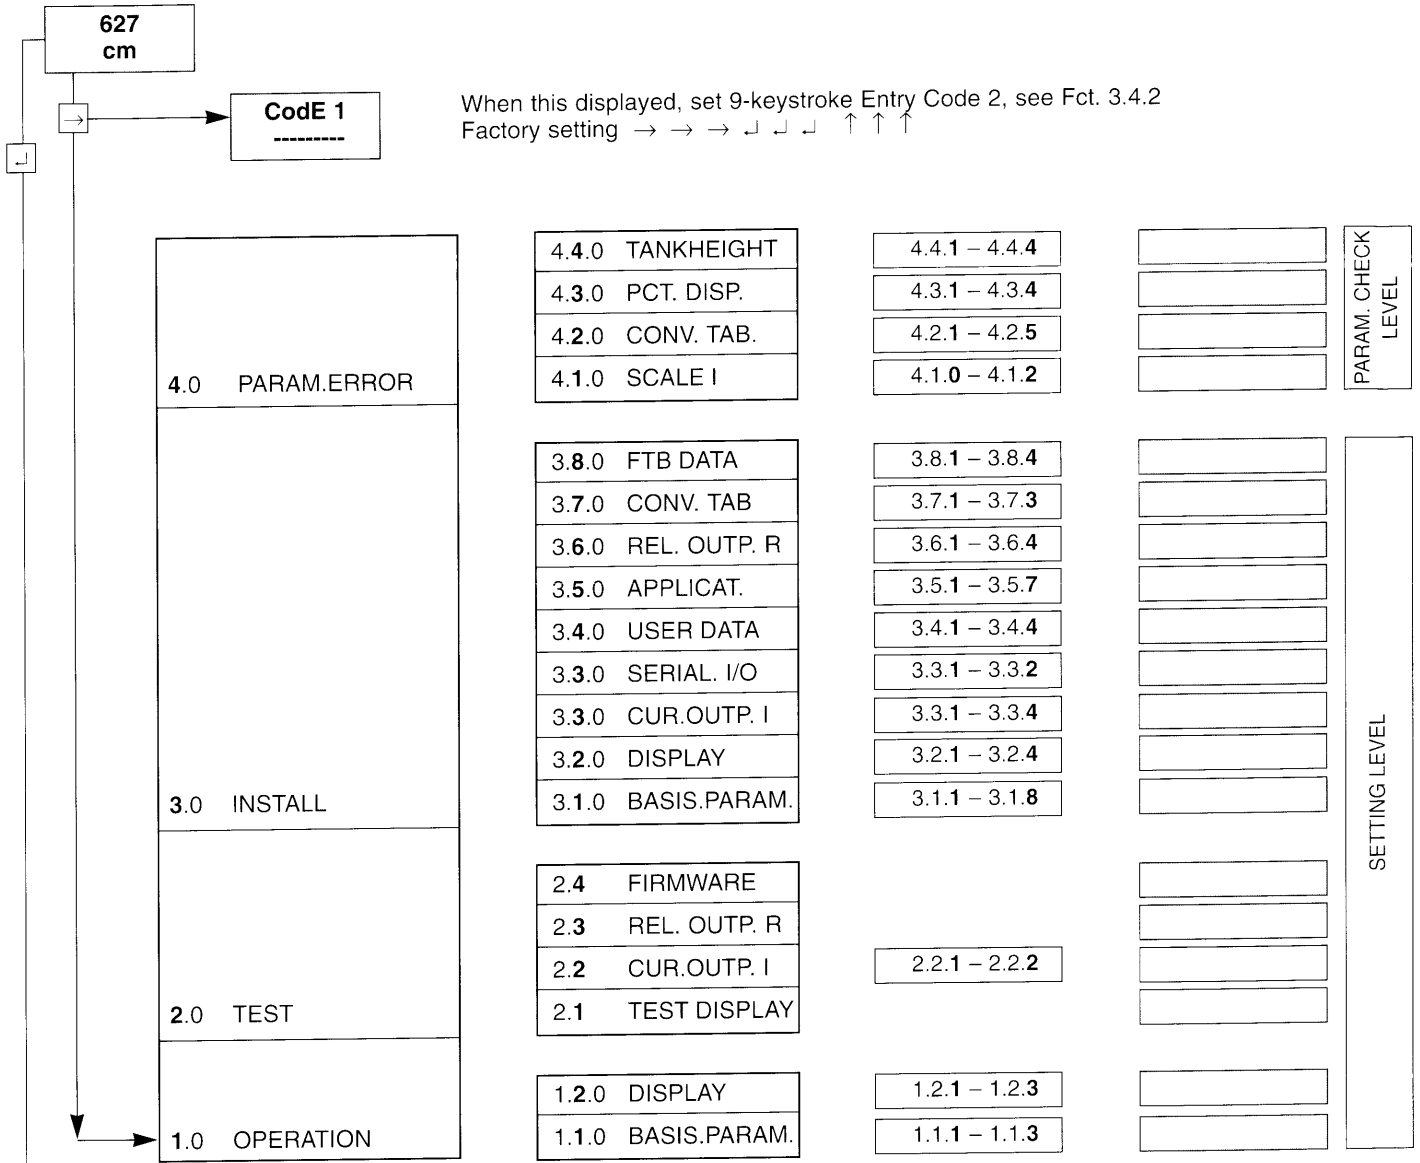 627
cm
→
CodE 1
---------
When this displayed, set 9-keystroke Entry Code 2, see Fct. 3.4.2
Factory setting → → → ↵ ↵ ↵ ↑ ↑ ↑
↵
4.4.0 TANKHEIGHT 4.4.1 – 4.4.4
4.3.0 PCT. DISP. 4.3.1 – 4.3.4
4.2.0 CONV. TAB. 4.2.1 – 4.2.5
4.0 PARAM.ERROR 4.1.0 SCALE I 4.1.0 – 4.1.2
PARAM. CHECK
LEVEL
3.8.0 FTB DATA 3.8.1 – 3.8.4
3.7.0 CONV. TAB 3.7.1 – 3.7.3
3.6.0 REL. OUTP. R 3.6.1 – 3.6.4
3.5.0 APPLICAT. 3.5.1 – 3.5.7
3.4.0 USER DATA 3.4.1 – 3.4.4
3.3.0 SERIAL. I/O 3.3.1 – 3.3.2
3.3.0 CUR.OUTP. I 3.3.1 – 3.3.4
3.2.0 DISPLAY 3.2.1 – 3.2.4
3.0 INSTALL 3.1.0 BASIS.PARAM. 3.1.1 – 3.1.8
SETTING LEVEL
2.4 FIRMWARE
2.3 REL. OUTP. R
2.2 CUR.OUTP. I 2.2.1 – 2.2.2
2.0 TEST 2.1 TEST DISPLAY
1.2.0 DISPLAY 1.2.1 – 1.2.3
1.0 OPERATION 1.1.0 BASIS.PARAM. 1.1.1 – 1.1.3